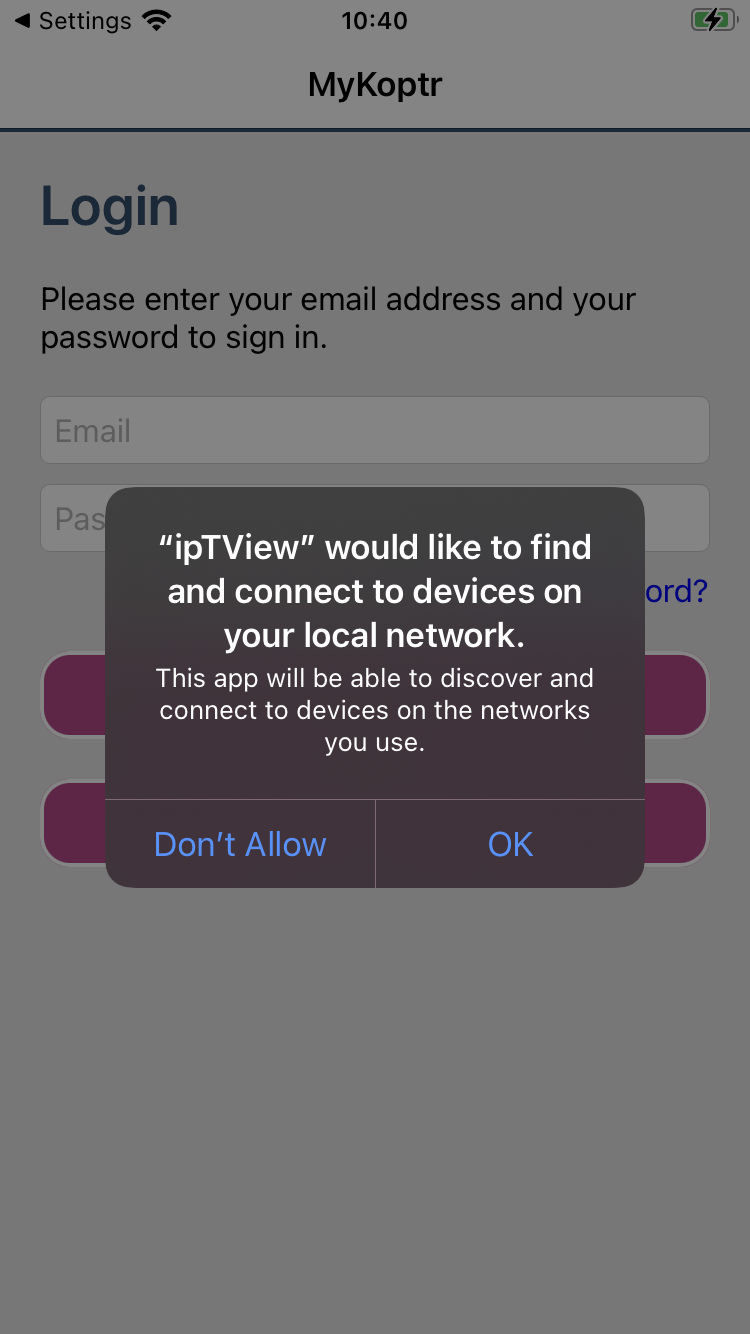 Settings
10:40
MyKoptr
Login
Please enter your email address and your
password to sign in.
Email
“ipTView” would like to find
and connect to devices on
your local network.
This app will be able to discover and
connect to devices on the networks
you use.
Don’t Allow
OK